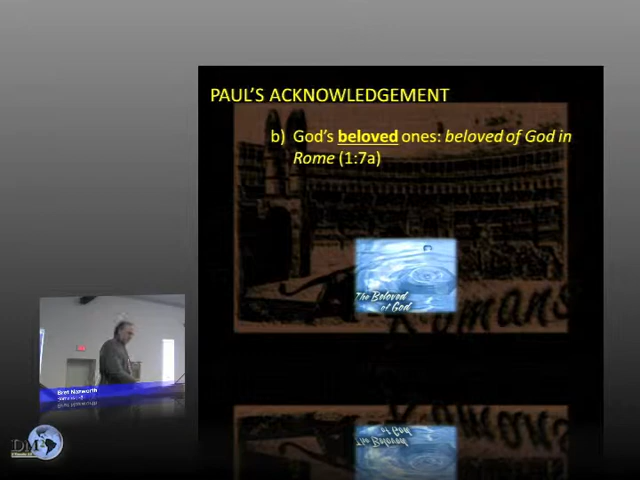 PAUL'S ACKNOWLEDGEMENT
b) God's beloved ones: beloved of God in
Rome (1:7a)
The Beloved
of God
Romans
Bret Nazworth
DM